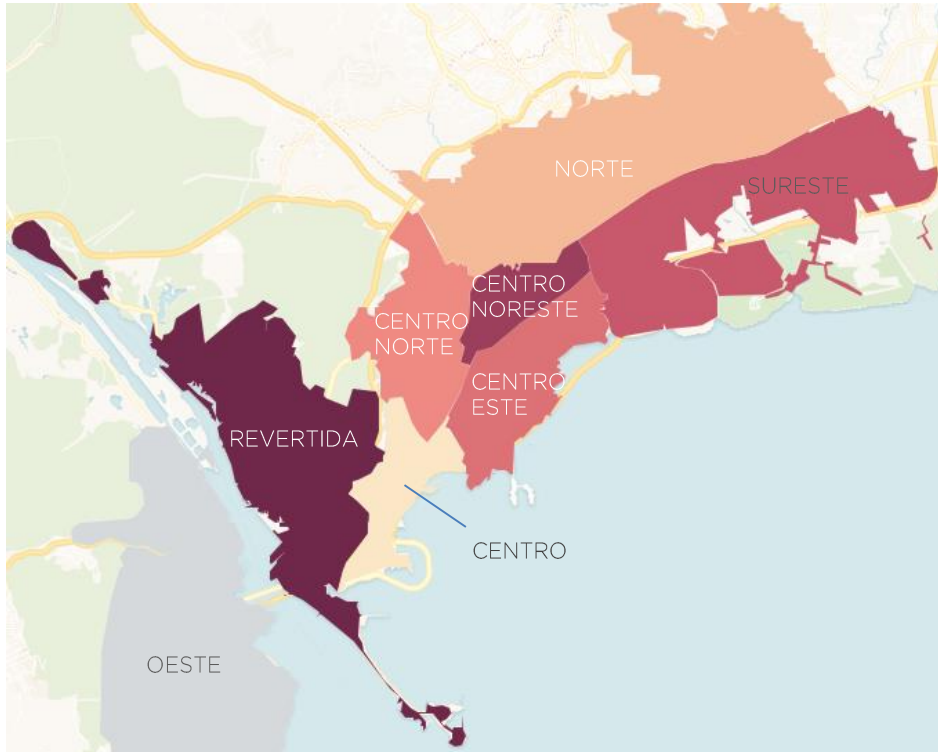 NORTE
SURESTE
CENTRO
NORESTE
CENTRO
NORTE
CENTRO
ESTE
REVERTIDA
CENTRO
OESTE